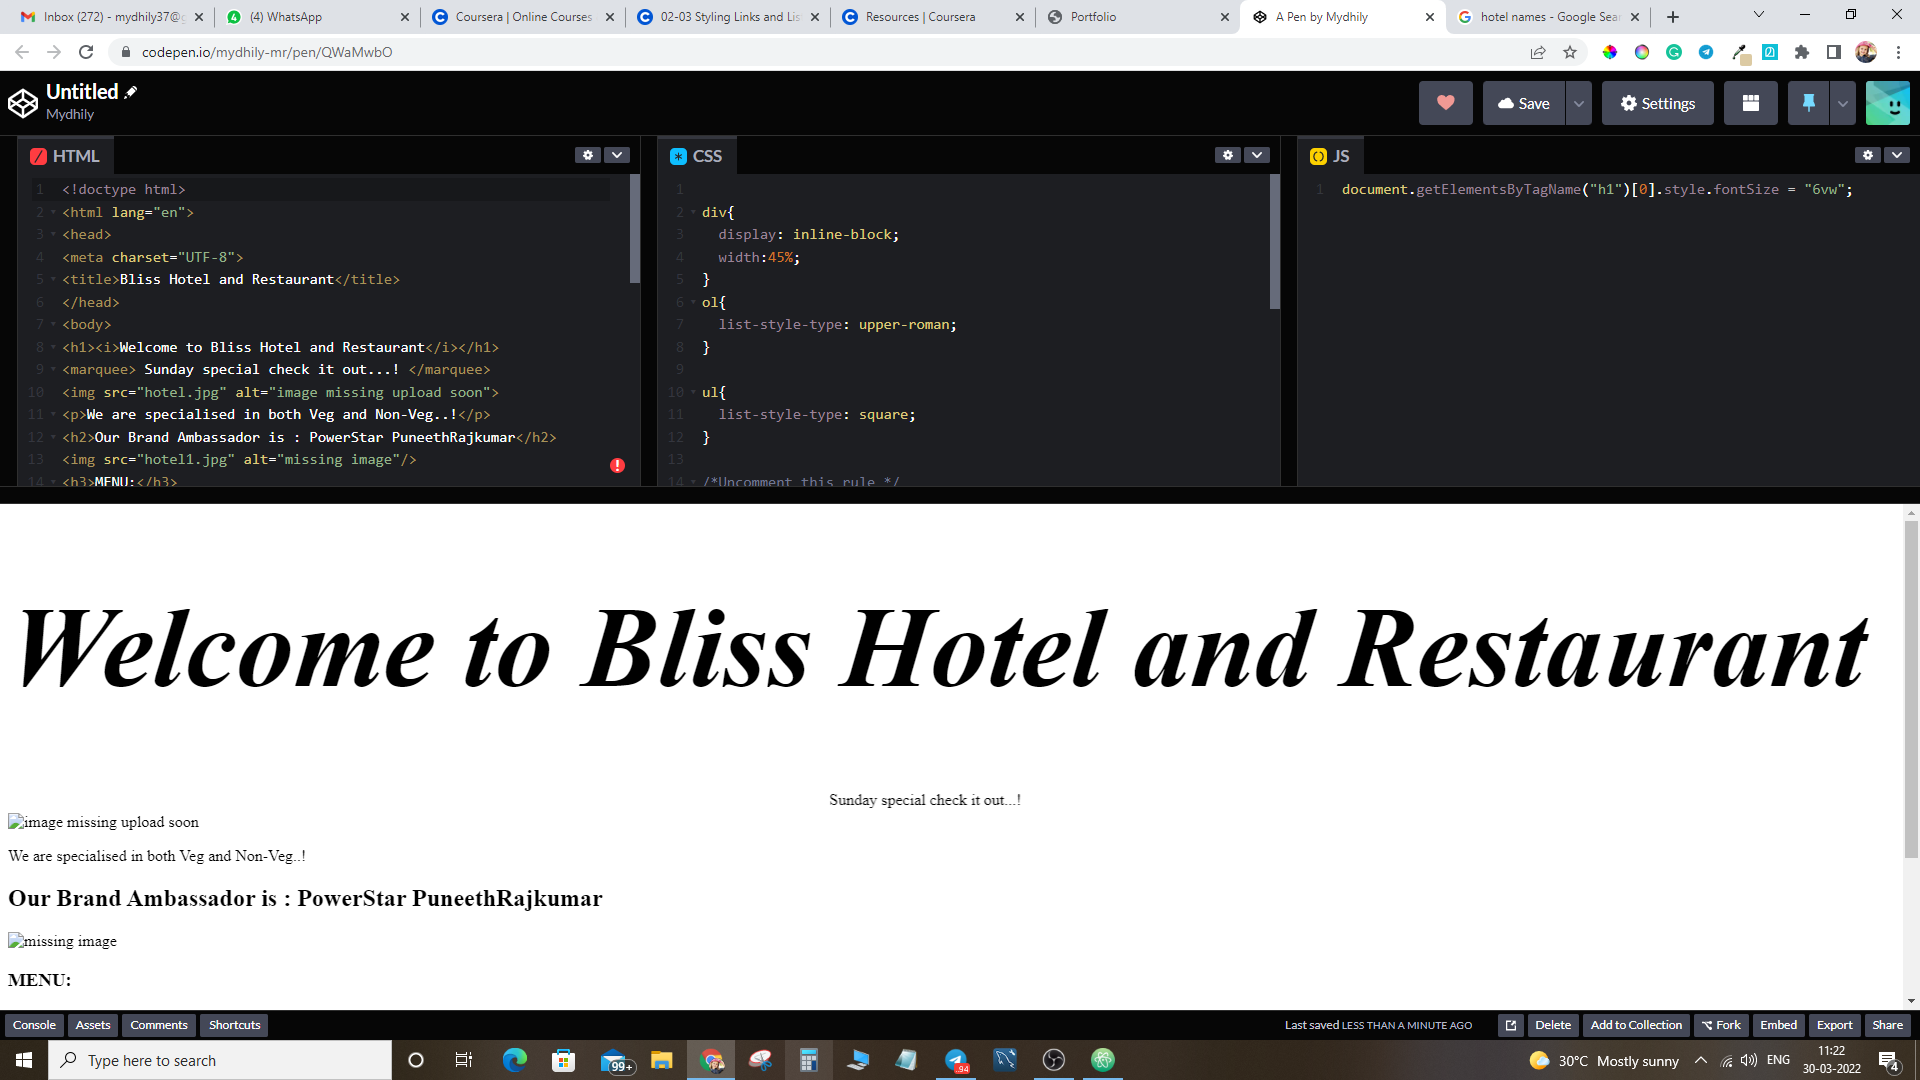 Inbox (272) - mydhily37@g
(4) WhatsApp
Coursera | Online Courses
02-03 Styling Links and Lis
Resources | Coursera
Portfolio
A Pen by Mydhily
hotel names - Google Sea
codepen.io/mydhily-mr/pen/QWaMwbO
Untitled
Mydhily
Save
Settings
HTML
1 <!doctype html>
2 <html lang="en">
3 <head>
4 <meta charset="UTF-8">
5 <title>Bliss Hotel and Restaurant</title>
6 </head>
7 <body>
8 <h1><i>Welcome to Bliss Hotel and Restaurant</i></h1>
9 <marquee> Sunday special check it out...! </marquee>
10 <img src="hotel.jpg" alt="image missing upload soon">
11 <p>We are specialised in both Veg and Non-Veg..!</p>
12 <h2>Our Brand Ambassador is : PowerStar PuneethRajkumar</h2>
13 <img src="hotel1.jpg" alt="missing image"/>
14 <h3>MENU:</h3>
CSS
1
2 div{
3 display: inline-block;
4 width:45%;
5 }
6 ol{
7 list-style-type: upper-roman;
8 }
9
10 ul{
11 list-style-type: square;
12 }
13
14 /*Uncomment this rule */
JS
1 document.getElementsByTagName("h1")[0].style.fontSize = "6vw";
Welcome to Bliss Hotel and Restaurant
Sunday special check it out...!
image missing upload soon
We are specialised in both Veg and Non-Veg..!
Our Brand Ambassador is : PowerStar PuneethRajkumar
missing image
MENU:
Console Assets Comments Shortcuts
Last saved LESS THAN A MINUTE AGO
Delete Add to Collection Fork Embed Export Share
Type here to search
99+
94
30°C Mostly sunny
ENG
11:22
30-03-2022
4